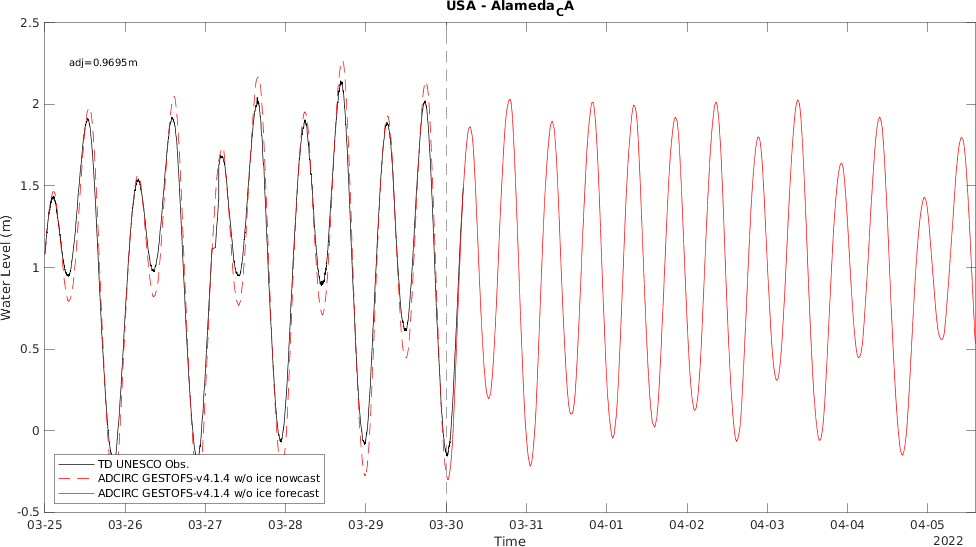 USA - Alameda_CA
2.5
adj=0.9695m
2
1.5
1
0.5
0
-0.5
Water Level (m)
TD UNESCO Obs.
ADCIRC GESTOFS-v4.1.4 w/o ice nowcast
ADCIRC GESTOFS-v4.1.4 w/o ice forecast
03-25 03-26 03-27 03-28 03-29 03-30 03-31 04-01 04-02 04-03 04-04 04-05
Time
2022